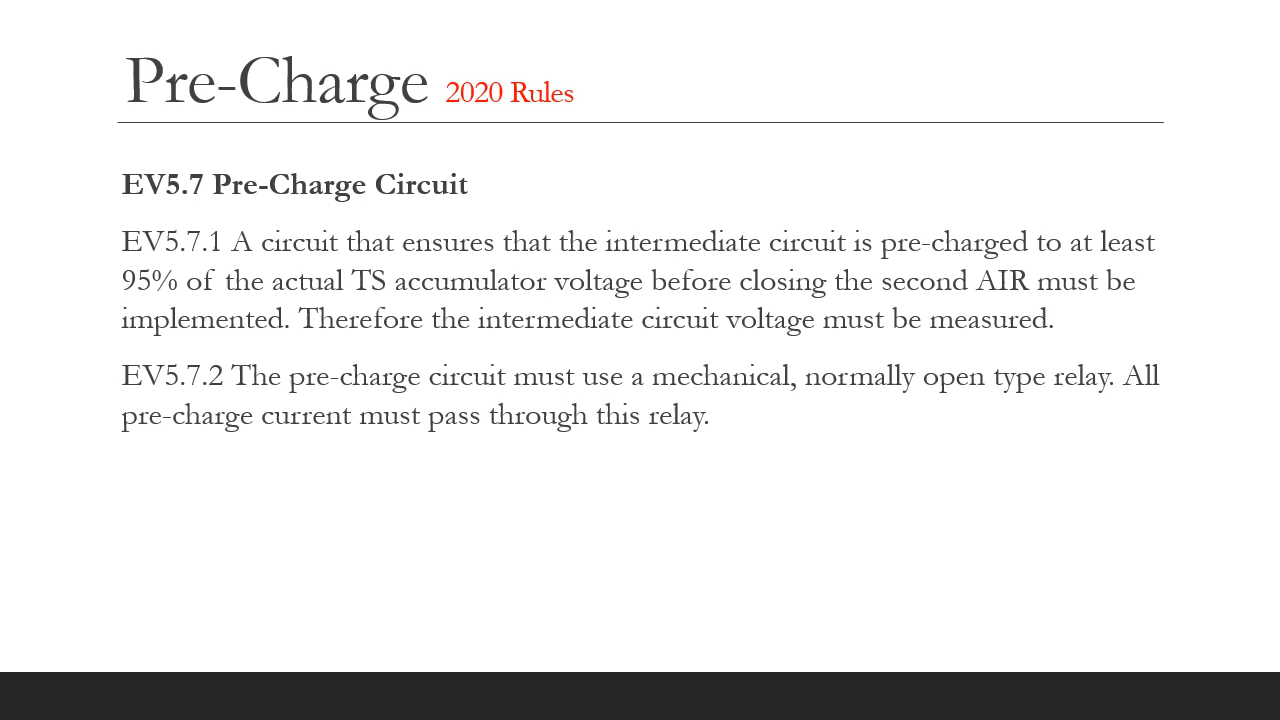 Pre-Charge 2020 Rules
EV5.7 Pre-Charge Circuit
EV5.7.1 A circuit that ensures that the intermediate circuit is pre-charged to at least
95% of the actual TS accumulator voltage before closing the second AIR must be
implemented. Therefore the intermediate circuit voltage must be measured.
EV5.7.2 The pre-charge circuit must use a mechanical, normally open type relay. All
pre-charge current must pass through this relay.